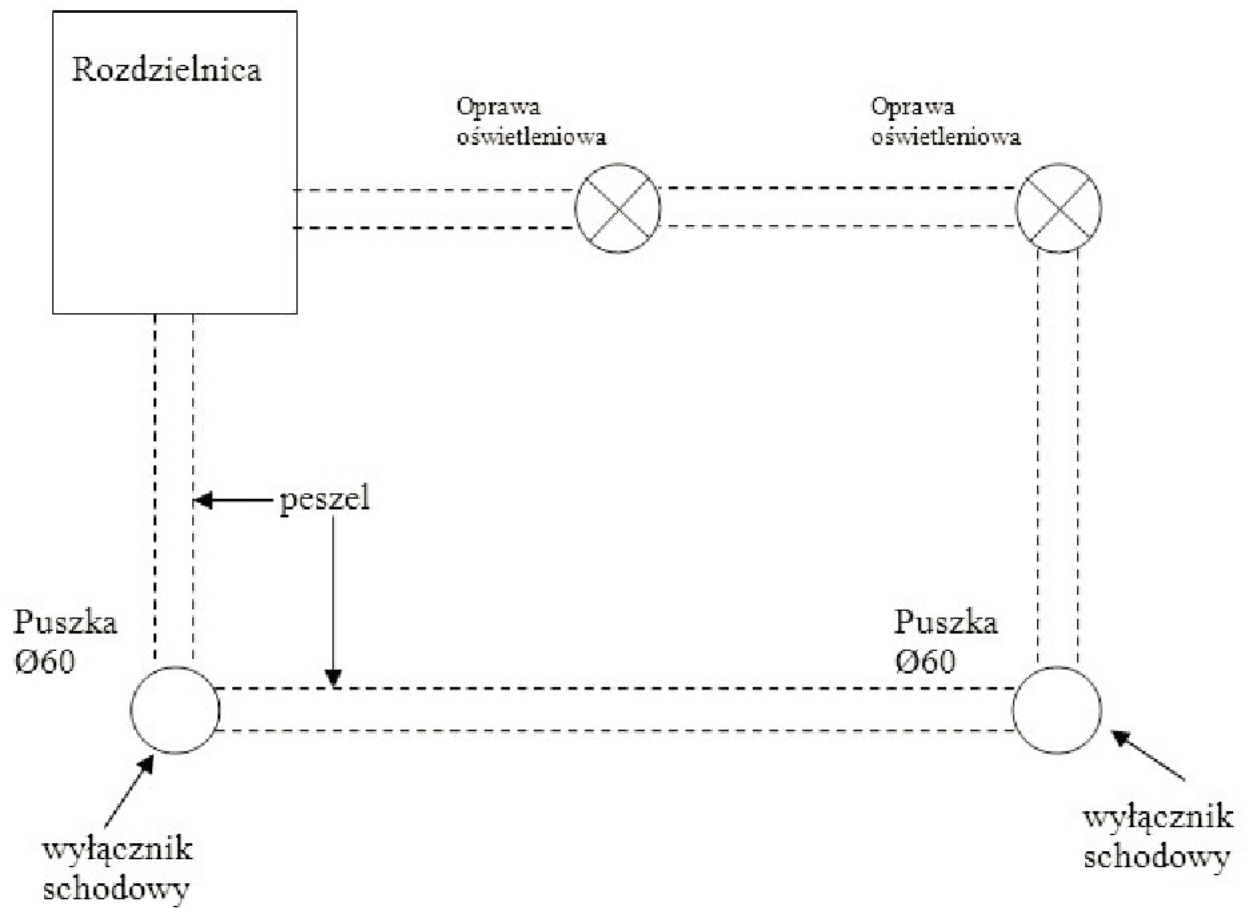 Rozdzielnica
Oprawa
oświetleniowa
Oprawa
oświetleniowa
peszel
Puszka
Ø60
Puszka
Ø60
wyłącznik
schodowy
wyłącznik
schodowy